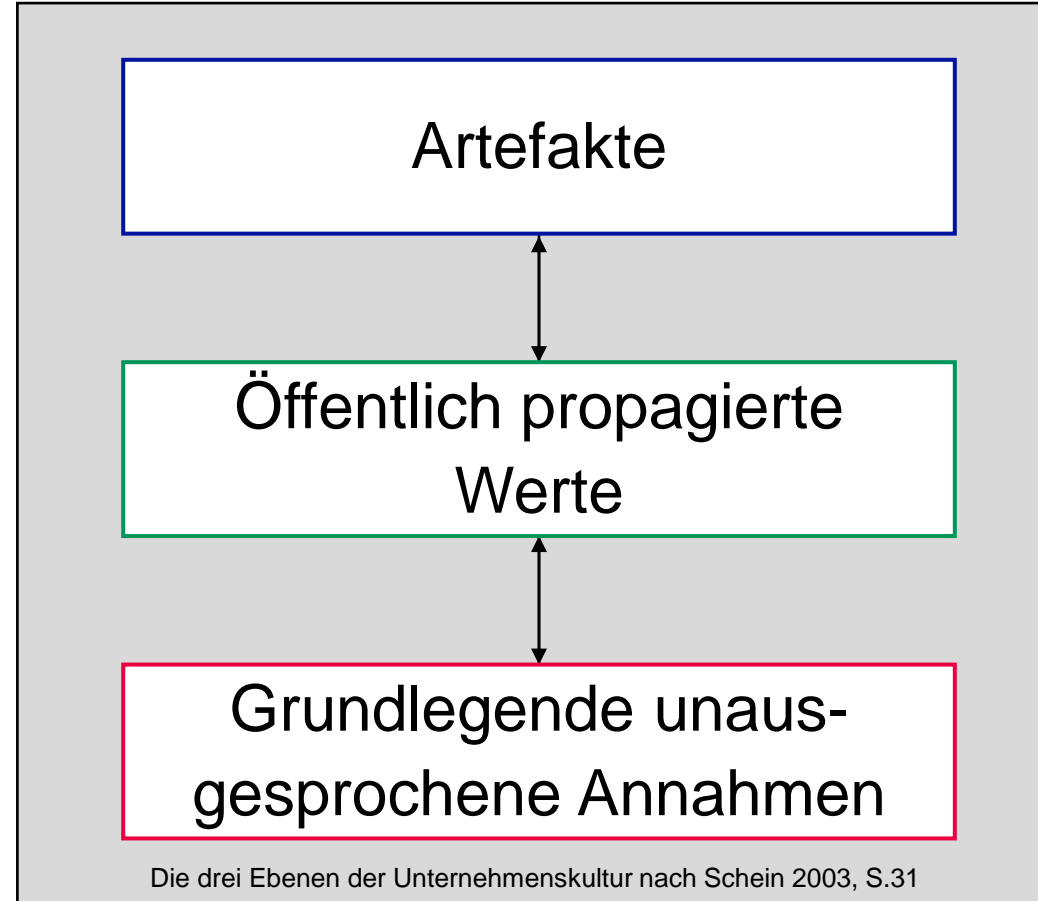 Artefakte
Öffentlich propagierte
Werte
Grundlegende unaus-
gesprochene Annahmen
Die drei Ebenen der Unternehmenskultur nach Schein 2003, S.31